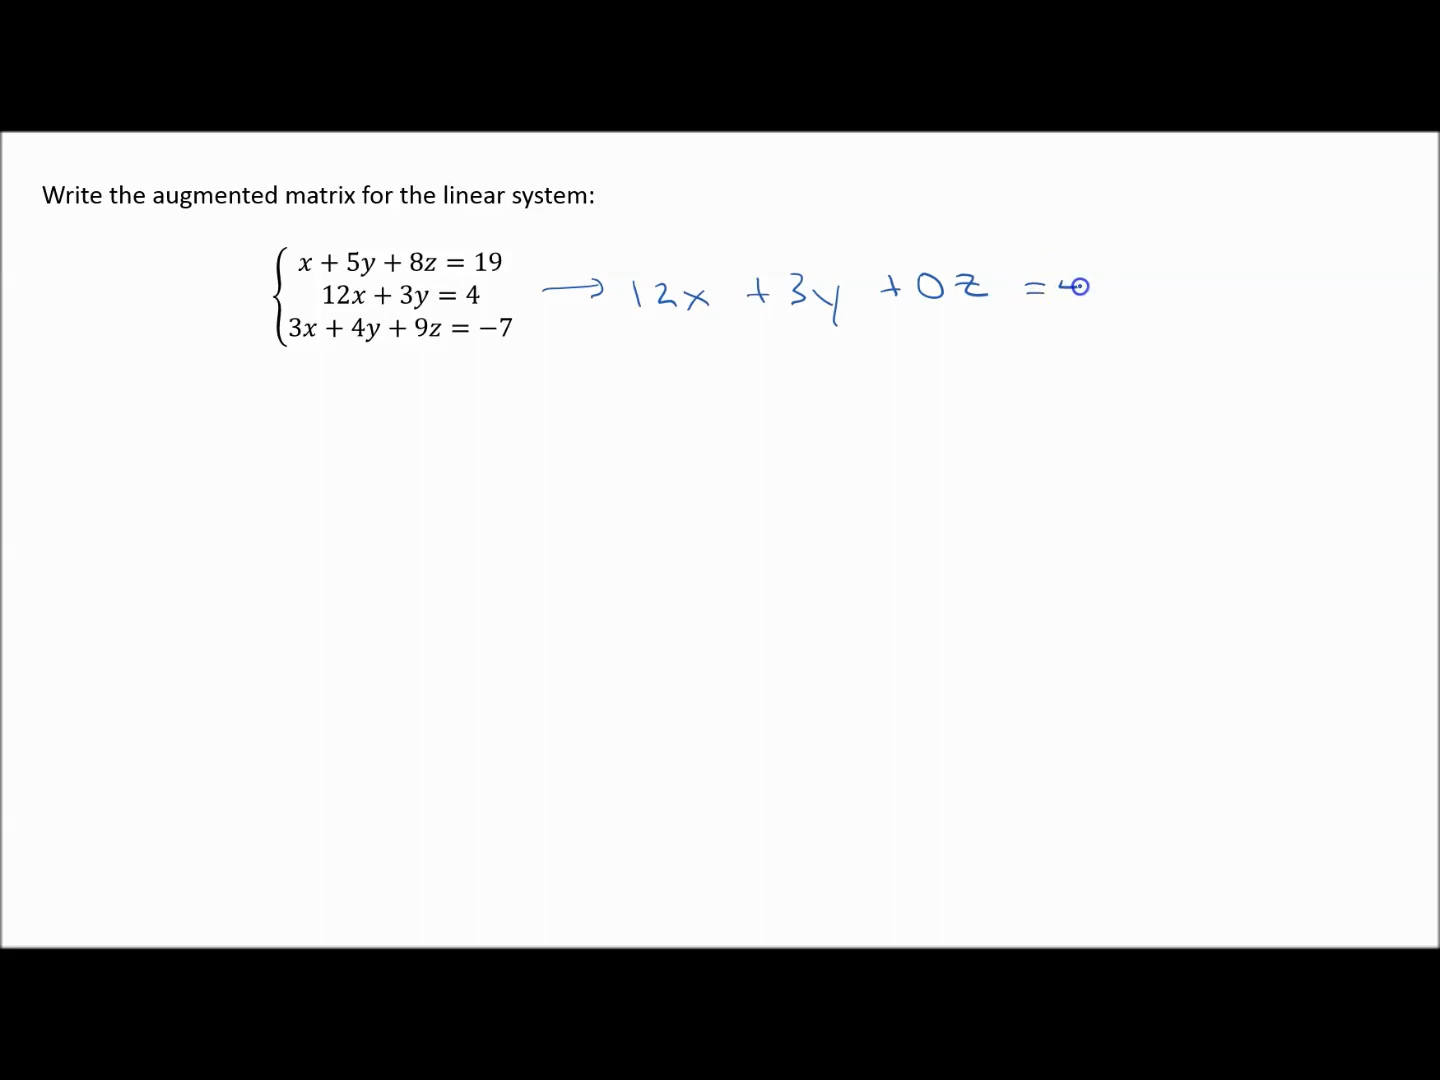 Write the augmented matrix for the linear system:
x + 5y + 8z = 19
12x + 3y = 4 → 12x + 3y + 0z = 4
3x + 4y + 9z = −7